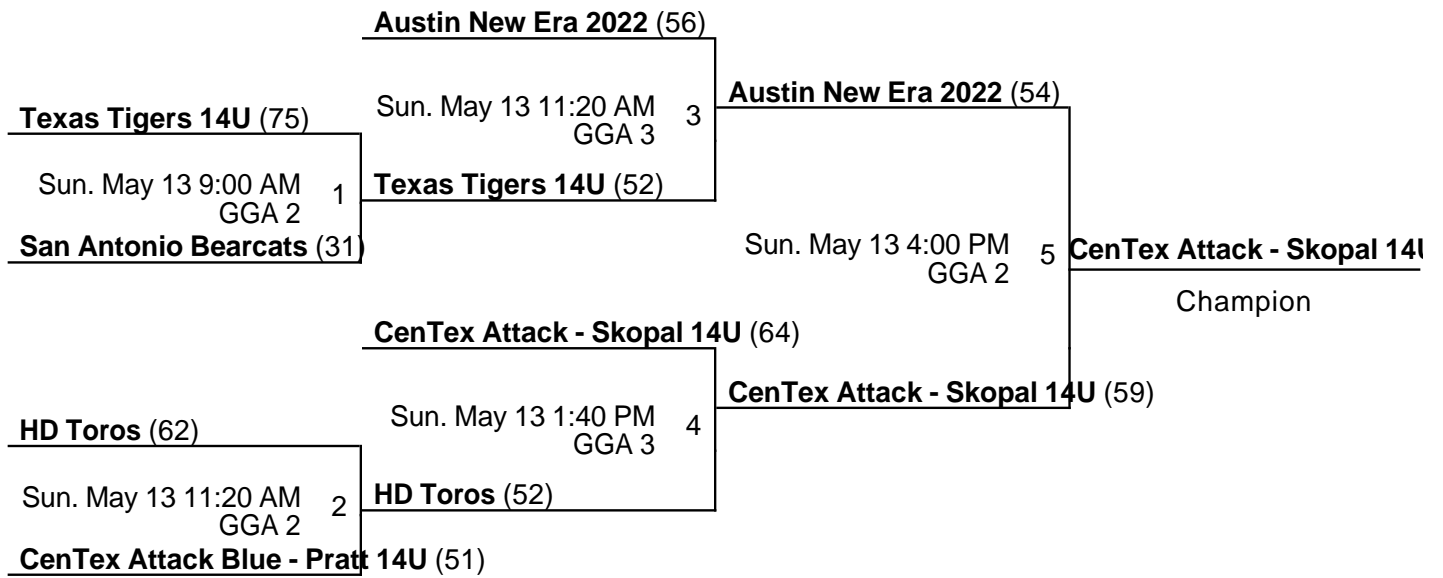 Austin New Era 2022 (56)
Sun. May 13 11:20 AM 3
GGA 3
Austin New Era 2022 (54)
Texas Tigers 14U (75)
Sun. May 13 9:00 AM 1
GGA 2
Texas Tigers 14U (52)
San Antonio Bearcats (31)
Sun. May 13 4:00 PM 5
GGA 2
CenTex Attack - Skopal 14U
Champion
CenTex Attack - Skopal 14U (64)
Sun. May 13 1:40 PM 4
GGA 3
CenTex Attack - Skopal 14U (59)
HD Toros (62)
Sun. May 13 11:20 AM 2
GGA 2
HD Toros (52)
CenTex Attack Blue - Pratt 14U (51)